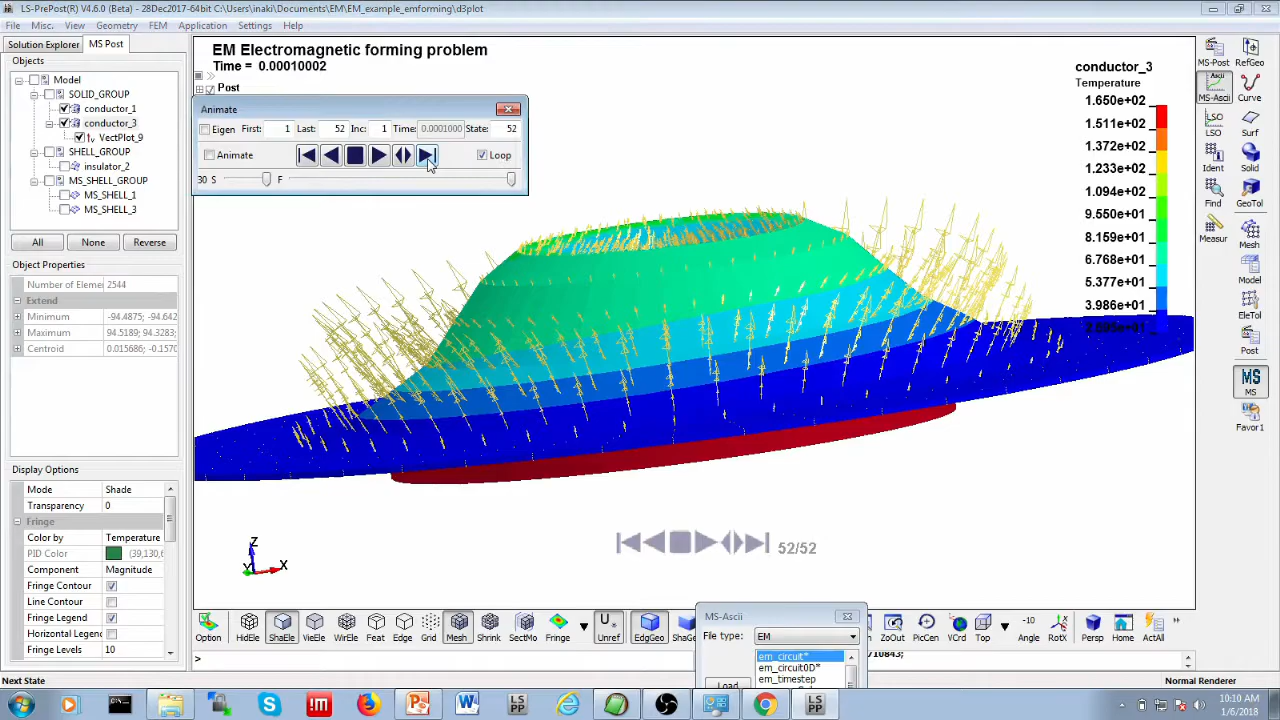 LS-PrePost(R) V4.6.0 (Beta) - 28Dec2017-64bit C:\Users\inaki\Documents\EM\EM_example_emforming\d3plot
File Misc. View Geometry FEM Application Settings Help
Solution Explorer MS Post
Objects
Model
SOLID_GROUP
conductor_1
conductor_3
VectPlot_9
SHELL_GROUP
insulator_2
MS_SHELL_GROUP
MS_SHELL_1
MS_SHELL_3
All None Reverse
Object Properties
Number of Elemer 2544
Extend
Minimum -94.4875; -94.642
Maximum 94.5189; 94.3283;
Centroid 0.015686; -0.1570
Display Options
Mode Shade
Transparency 0
Fringe
Color by Temperature
PID Color (39,130,6
Component Magnitude
Fringe Contour
Line Contour
Fringe Legend
Horizontal Legend
Fringe Levels 10
Next State
EM Electromagnetic forming problem
Time = 0.00010002
Post
Animate
Eigen First: 1 Last: 52 Inc: 1 Time: 0.0001000 State: 52
Animate Loop
30 S F
conductor_3
Temperature
1.650e+02
1.511e+02
1.372e+02
1.233e+02
1.094e+02
9.550e+01
8.159e+01
6.768e+01
5.377e+01
3.986e+01
52/52
Z
Y X
MS-Post RefGeo
MS-Ascii Curve
LSO Surf
Ident Solid
Find GeoTol
Measur Mesh
Model
EleTol
Post
MS
MS
Favor1
MS-Ascii
File type: EM
em_circuit*
em_circuit0D*
em_timestep
Load
Option HidEle ShaEle VieEle WirEle Feat Edge Grid Mesh Shrink SectMo Fringe Unref EdgGeo ShaGe ZoOut PicCen VCrd Top -10 Angle RotX Persp Home ActAll
>
710843;
Normal Renderer
10:10 AM
1/6/2018